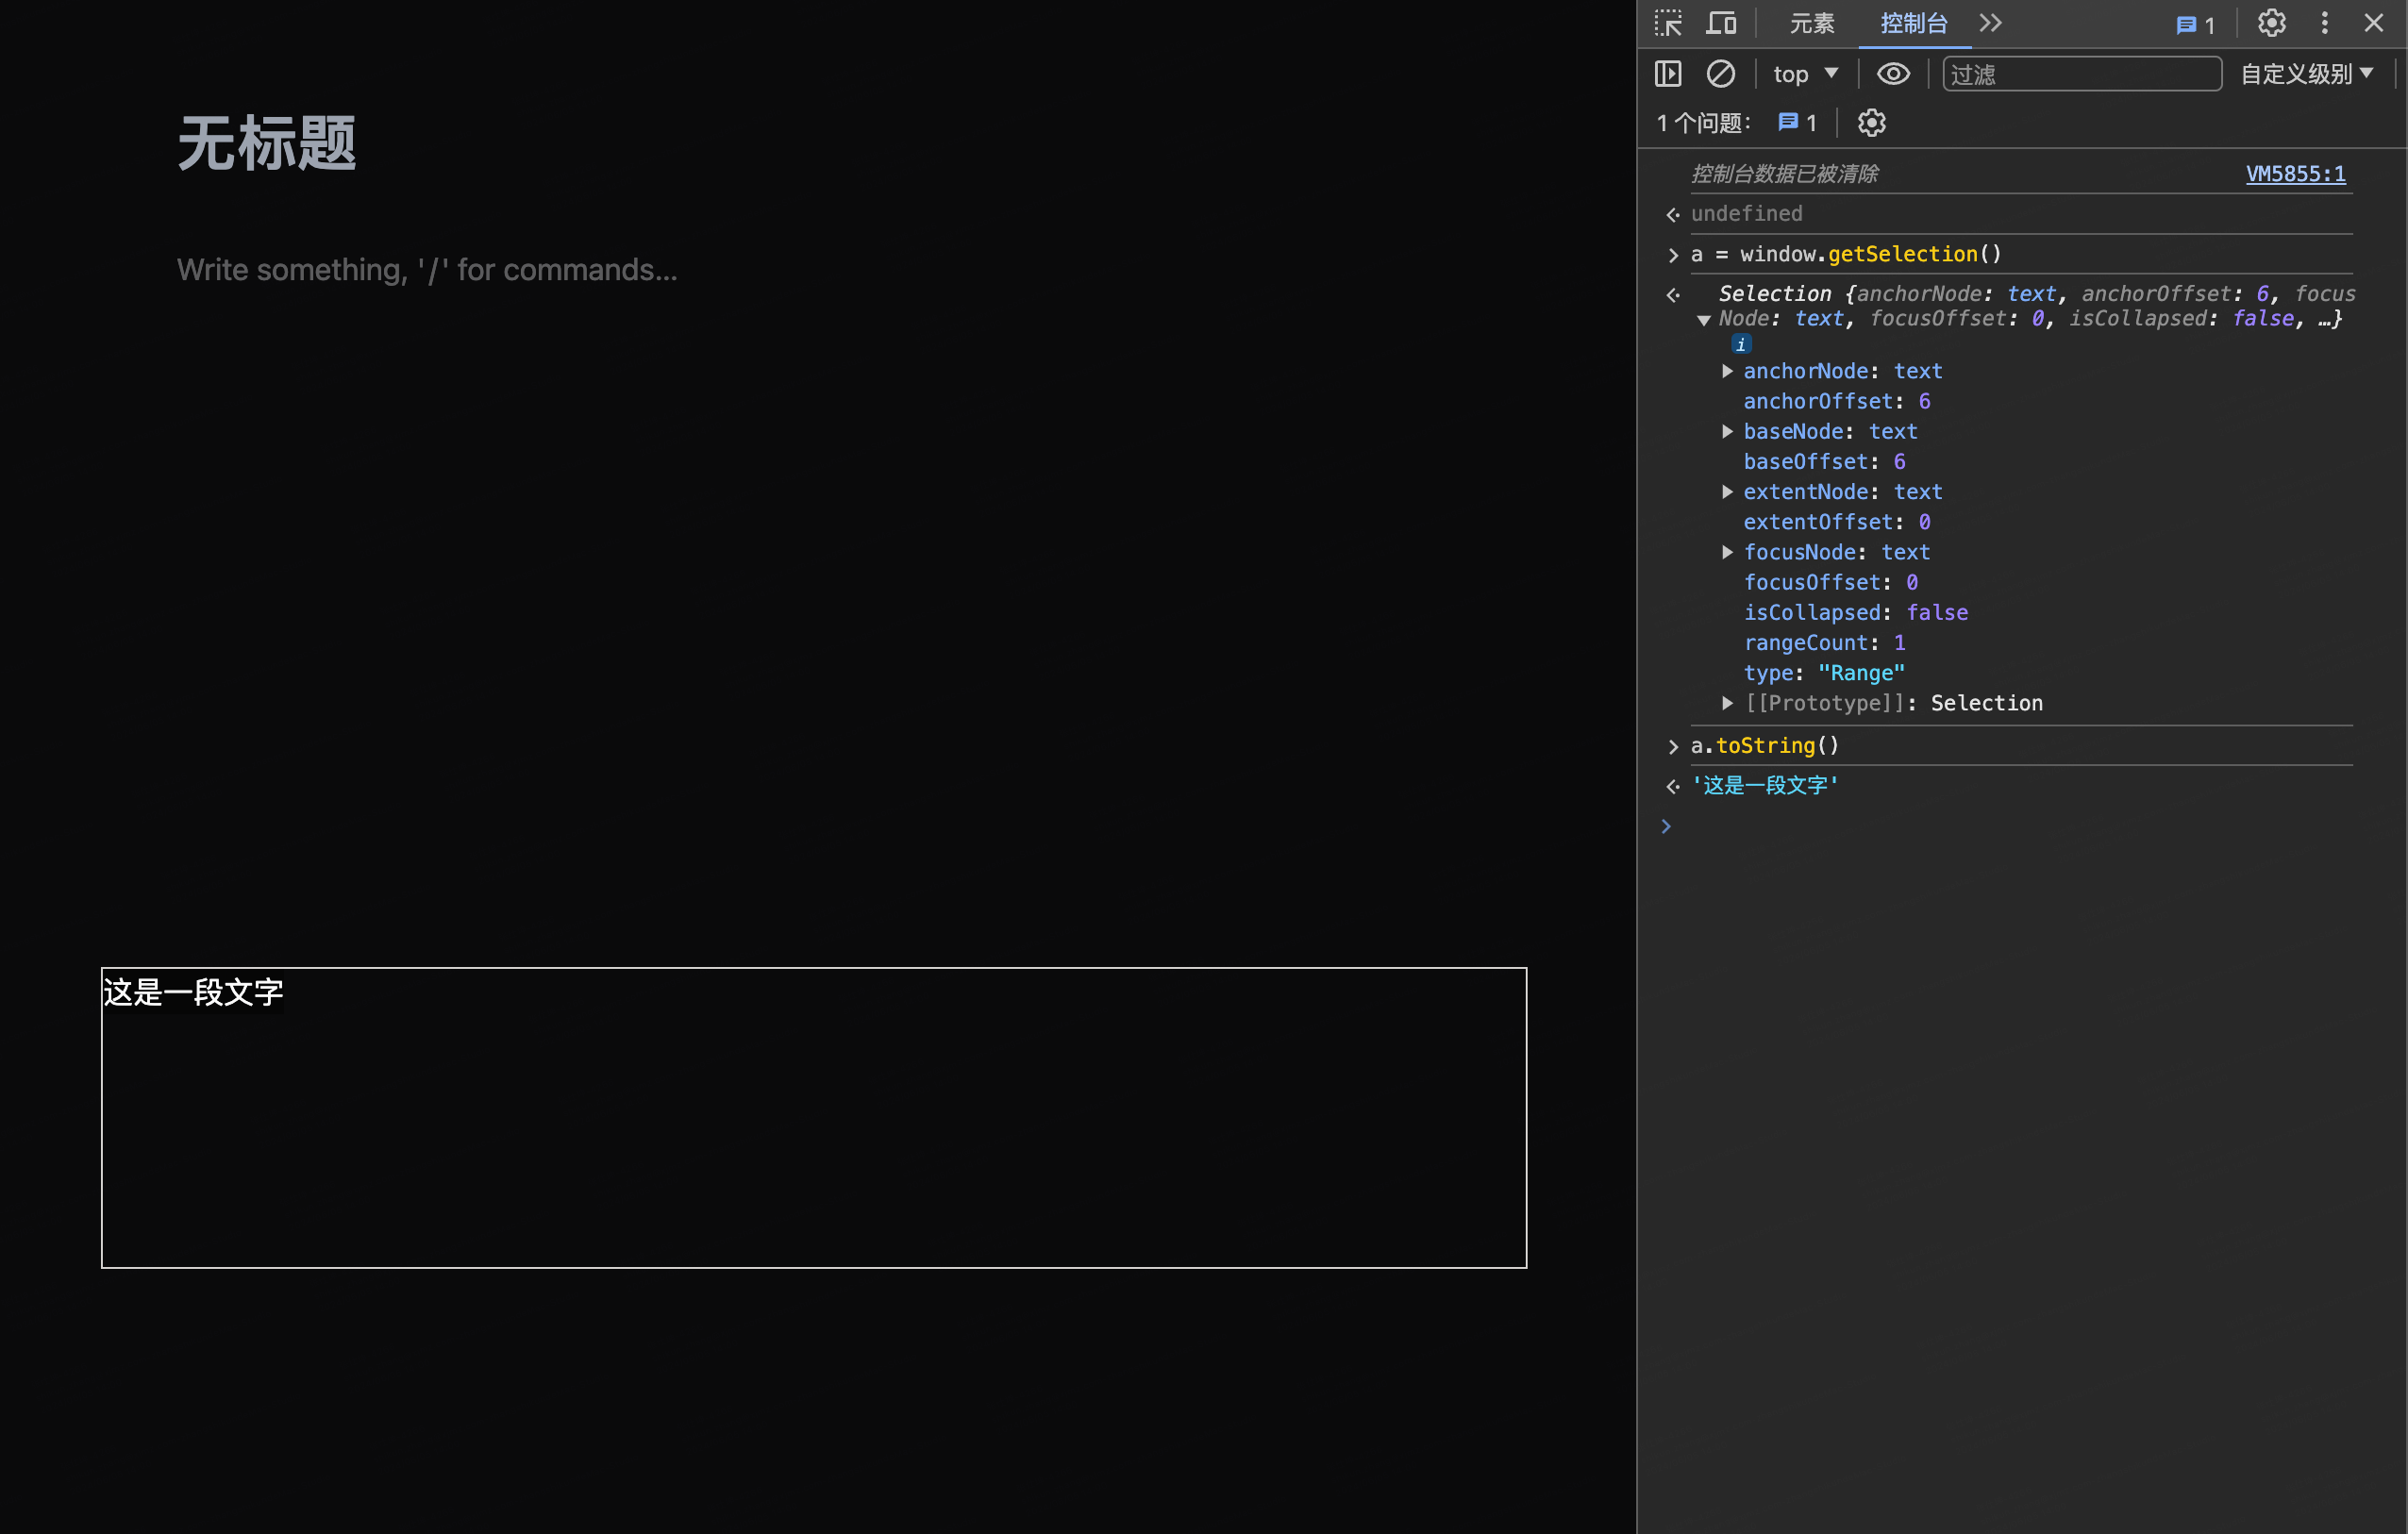 无标题
Write something, '/' for commands...
这是一段文字
元素 控制台 1
top 过滤 自定义级别
1 个问题： 1
控制台数据已被清除 VM5855:1
undefined
a = window.getSelection()
Selection {anchorNode: text, anchorOffset: 6, focus
Node: text, focusOffset: 0, isCollapsed: false, …}
i
anchorNode: text
anchorOffset: 6
baseNode: text
baseOffset: 6
extentNode: text
extentOffset: 0
focusNode: text
focusOffset: 0
isCollapsed: false
rangeCount: 1
type: "Range"
[[Prototype]]: Selection
a.toString()
'这是一段文字'